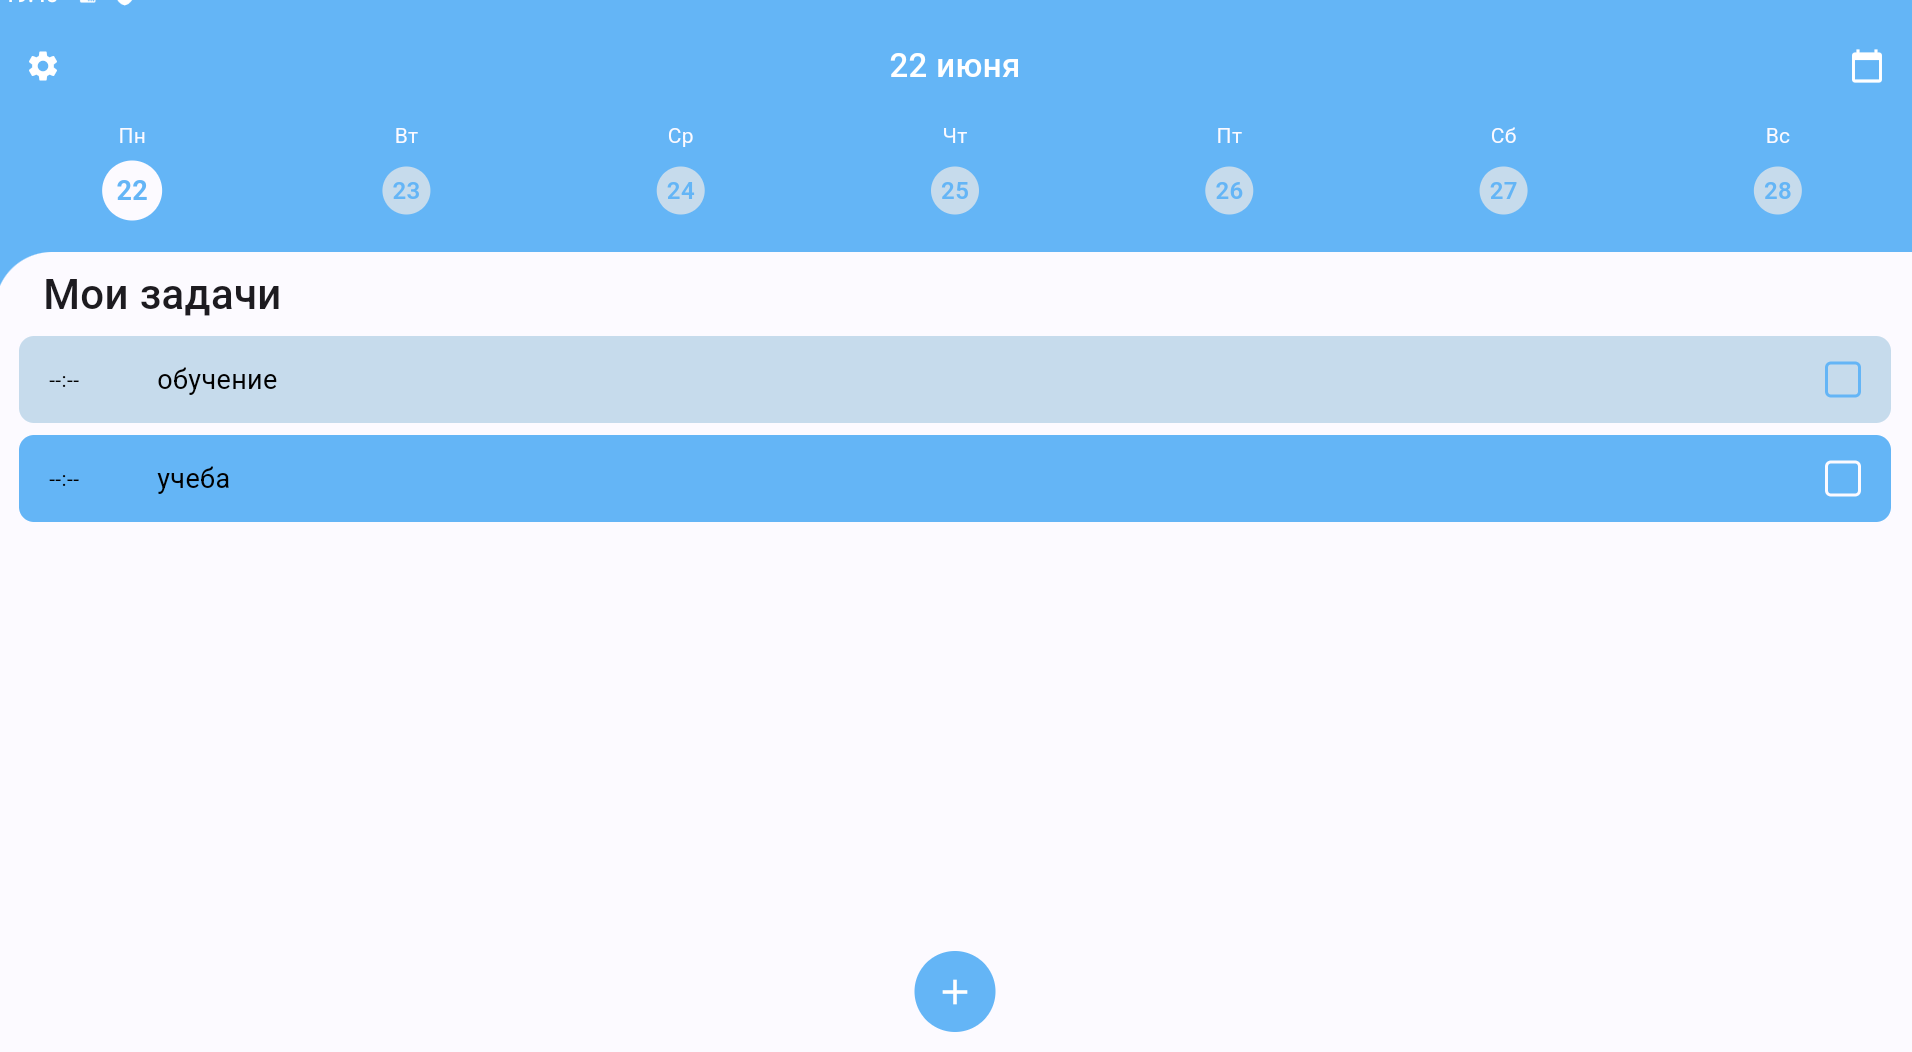 22 июня
Пн Вт Ср Чт Пт Сб Вс
22 23 24 25 26 27 28
Мои задачи
--:-- обучение
--:-- учеба